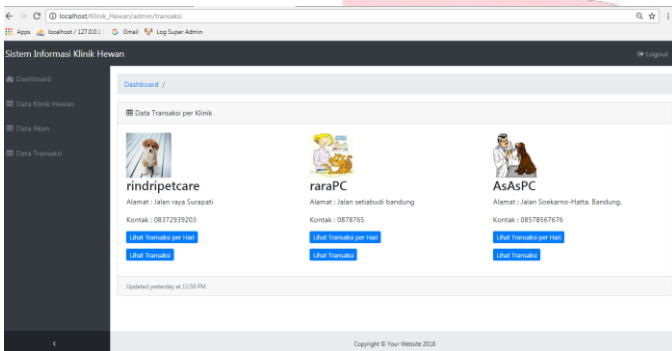 localhost/Klinik_Hewan/admin/transaksi
Apps localhost / 127.0.0.1 Gmail Log Super Admin
Sistem Informasi Klinik Hewan Logout
Dashboard
Data Klinik Hewan
Data Akun
Data Transaksi
Dashboard /
Data Transaksi per Klinik
rindripetcare
Alamat : Jalan raya Surapati
Kontak : 08372939203
Lihat Transaksi per Hari
Lihat Transaksi
raraPC
Alamat : Jalan setiabudi bandung
Kontak : 0878765
Lihat Transaksi per Hari
Lihat Transaksi
AsAsPC
Alamat : Jalan Soekarno-Hatta. Bandung.
Kontak : 08578567676
Lihat Transaksi per Hari
Lihat Transaksi
Updated yesterday at 11:59 PM
Copyright © Your Website 2018